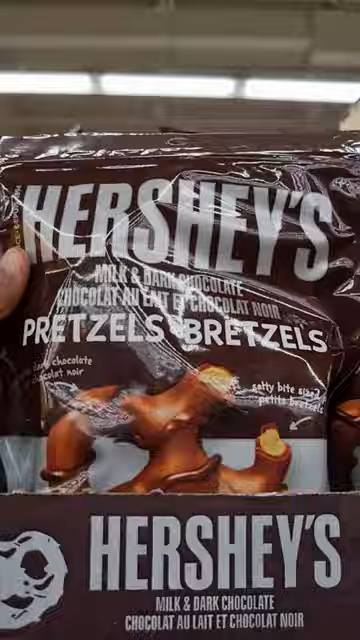 HERSHEY'S
MILK & DARK CHOCOLATE
CHOCOLAT AU LAIT ET CHOCOLAT NOIR
PRETZELS BRETZELS
dark chocolate
chocolat noir
salty bite size
petits bretzels
HERSHEY'S
MILK & DARK CHOCOLATE
CHOCOLAT AU LAIT ET CHOCOLAT NOIR